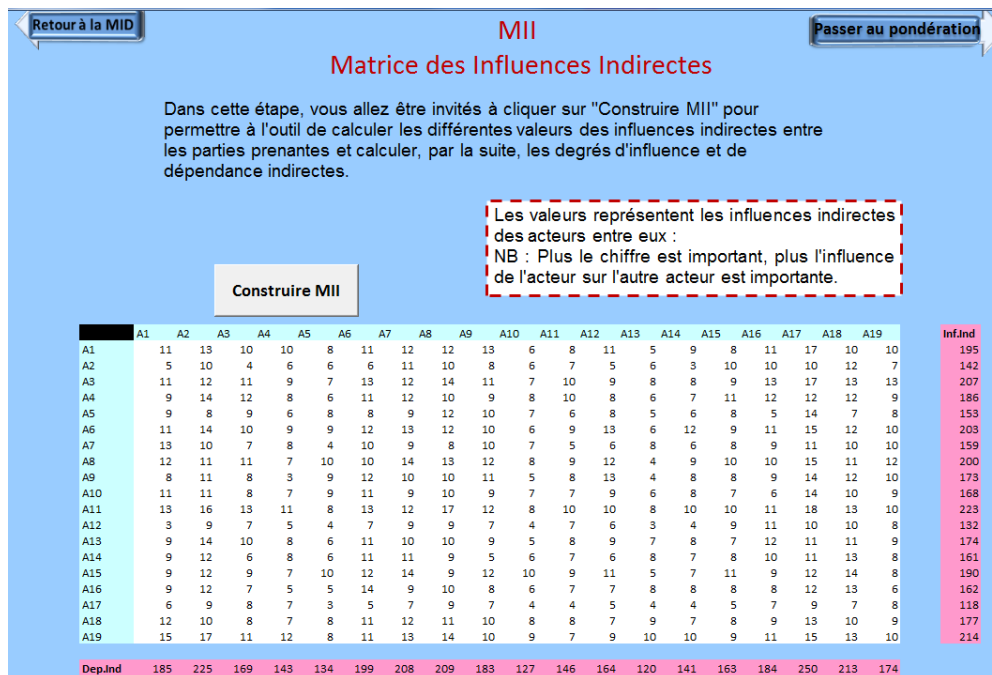 Retour à la MID
MII
Passer au pondération
Matrice des Influences Indirectes
Dans cette étape, vous allez être invités à cliquer sur "Construire MII" pour
permettre à l'outil de calculer les différentes valeurs des influences indirectes entre
les parties prenantes et calculer, par la suite, les degrés d'influence et de
dépendance indirectes.
Les valeurs représentent les influences indirectes
des acteurs entre eux :
NB : Plus le chiffre est important, plus l'influence
de l'acteur sur l'autre acteur est importante.
Construire MII
A1 A2 A3 A4 A5 A6 A7 A8 A9 A10 A11 A12 A13 A14 A15 A16 A17 A18 A19 Inf.Ind
A1 11 13 10 10 8 11 12 12 13 6 8 11 5 9 8 11 17 10 10 195
A2 5 10 4 6 6 6 11 10 8 6 7 5 6 3 10 10 10 12 7 142
A3 11 12 11 9 7 13 12 14 11 7 10 9 8 8 9 13 17 13 13 207
A4 9 14 12 8 6 11 12 10 9 8 10 8 6 7 11 12 12 12 9 186
A5 9 8 9 6 8 8 9 12 10 7 6 8 5 6 8 5 14 7 8 153
A6 11 14 10 9 9 12 13 12 10 6 9 13 6 12 9 11 15 12 10 203
A7 13 10 7 8 4 10 9 8 10 7 5 6 8 6 8 9 11 10 10 159
A8 12 11 11 7 10 10 14 13 12 8 9 12 4 9 10 10 15 11 12 200
A9 8 11 8 3 9 12 10 10 11 5 8 13 4 8 8 9 14 12 10 173
A10 11 11 8 7 9 11 9 10 9 7 7 9 6 8 7 6 14 10 9 168
A11 13 16 13 11 8 13 12 17 12 8 10 10 8 10 10 11 18 13 10 223
A12 3 9 7 5 4 7 9 9 7 4 7 6 3 4 9 11 10 10 8 132
A13 9 14 10 8 6 11 10 10 9 5 8 9 7 8 7 12 11 11 9 174
A14 9 12 6 8 6 11 11 9 5 6 7 6 8 7 8 10 11 13 8 161
A15 9 12 9 7 10 12 14 9 12 10 9 11 5 7 11 9 12 14 8 190
A16 9 12 7 5 5 14 9 10 8 6 7 7 8 8 8 8 12 13 6 162
A17 6 9 8 7 3 5 7 9 7 4 4 5 4 4 5 7 9 7 8 118
A18 12 10 8 7 8 11 12 11 10 8 8 7 9 7 8 9 13 10 9 177
A19 15 17 11 12 8 11 13 14 10 9 7 9 10 10 9 11 15 13 10 214
Dep.Ind 185 225 169 143 134 199 208 209 183 127 146 164 120 141 163 184 250 213 174